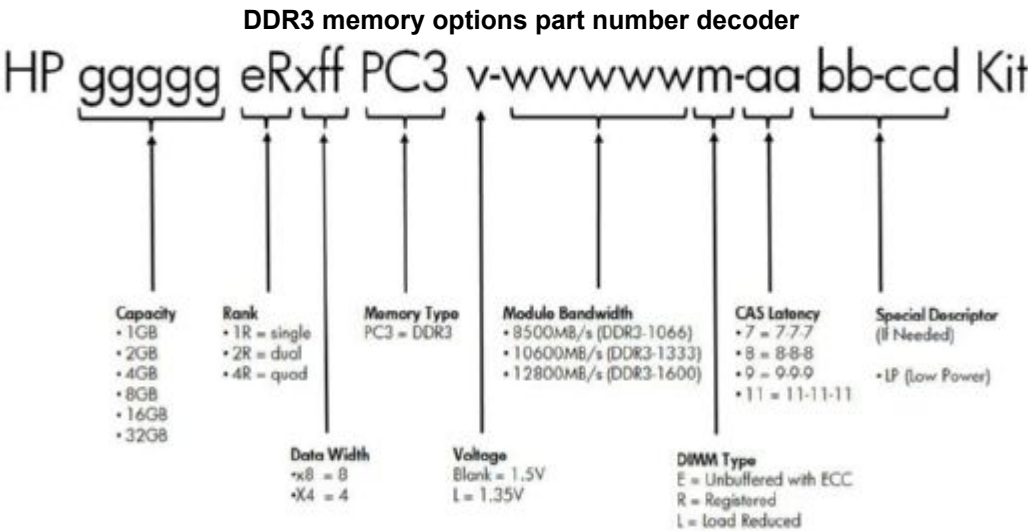 DDR3 memory options part number decoder
HP ggggg eRxff PC3 v-wwwwwm-aa bb-ccd Kit
Capacity
• 1GB
• 2GB
• 4GB
• 8GB
• 16GB
• 32GB
Rank
• 1R = single
• 2R = dual
• 4R = quad
Memory Type
PC3 = DDR3
Module Bandwidth
• 8500MB/s (DDR3-1066)
• 10600MB/s (DDR3-1333)
• 12800MB/s (DDR3-1600)
CAS Latency
• 7 = 7-7-7
• 8 = 8-8-8
• 9 = 9-9-9
• 11 = 11-11-11
Special Descriptor
(If Needed)
• LP (Low Power)
Data Width
•x8 = 8
•X4 = 4
Voltage
Blank = 1.5V
L = 1.35V
DIMM Type
E = Unbuffered with ECC
R = Registered
L = Load Reduced